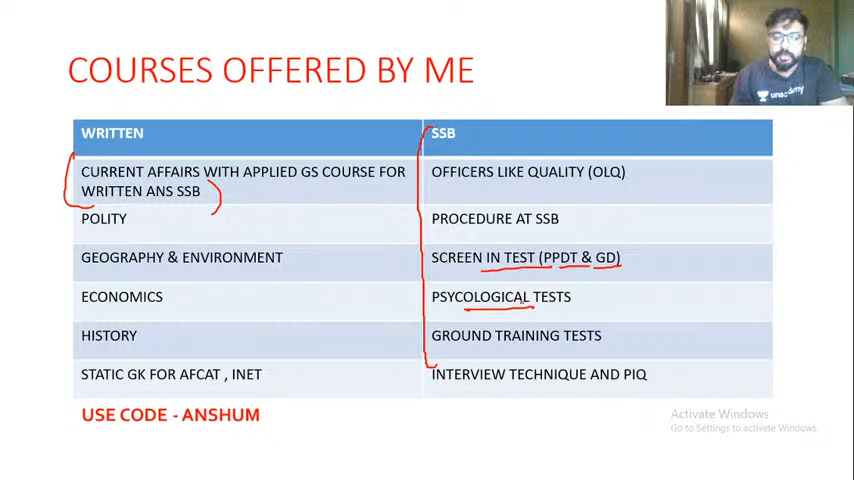 COURSES OFFERED BY ME
unacademy
WRITTEN
SSB
CURRENT AFFAIRS WITH APPLIED GS COURSE FOR
WRITTEN ANS SSB
OFFICERS LIKE QUALITY (OLQ)
POLITY
PROCEDURE AT SSB
GEOGRAPHY & ENVIRONMENT
SCREEN IN TEST (PPDT & GD)
ECONOMICS
PSYCOLOGICAL TESTS
HISTORY
GROUND TRAINING TESTS
STATIC GK FOR AFCAT , INET
INTERVIEW TECHNIQUE AND PIQ
USE CODE - ANSHUM
Activate Windows
Go to Settings to activate Windows.